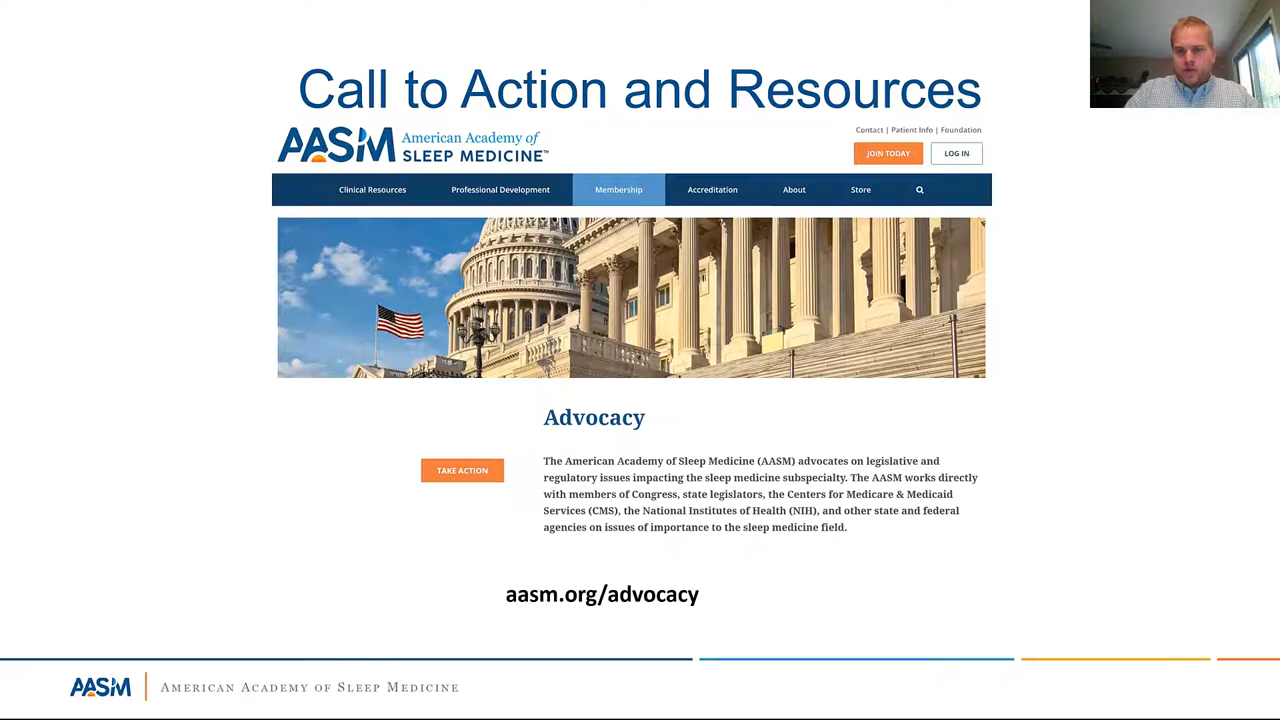 Call to Action and Resources
AASM American Academy of
SLEEP MEDICINE™
Contact | Patient Info | Foundation
JOIN TODAY
LOG IN
Clinical Resources
Professional Development
Membership
Accreditation
About
Store
Advocacy
TAKE ACTION
The American Academy of Sleep Medicine (AASM) advocates on legislative and
regulatory issues impacting the sleep medicine subspecialty. The AASM works directly
with members of Congress, state legislators, the Centers for Medicare & Medicaid
Services (CMS), the National Institutes of Health (NIH), and other state and federal
agencies on issues of importance to the sleep medicine field.
aasm.org/advocacy
AASM AMERICAN ACADEMY OF SLEEP MEDICINE